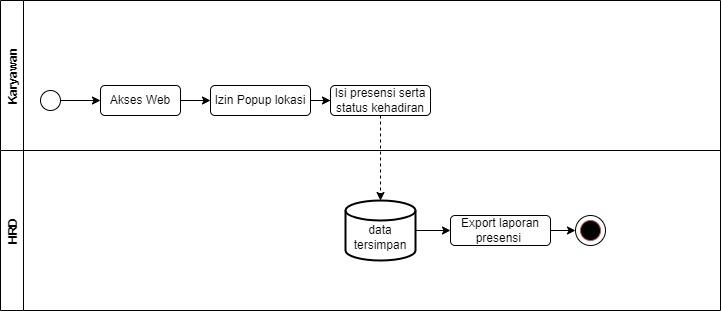 Karyawan
Akses Web
Izin Popup lokasi
Isi presensi serta
status kehadiran
HRD
data
tersimpan
Export laporan
presensi